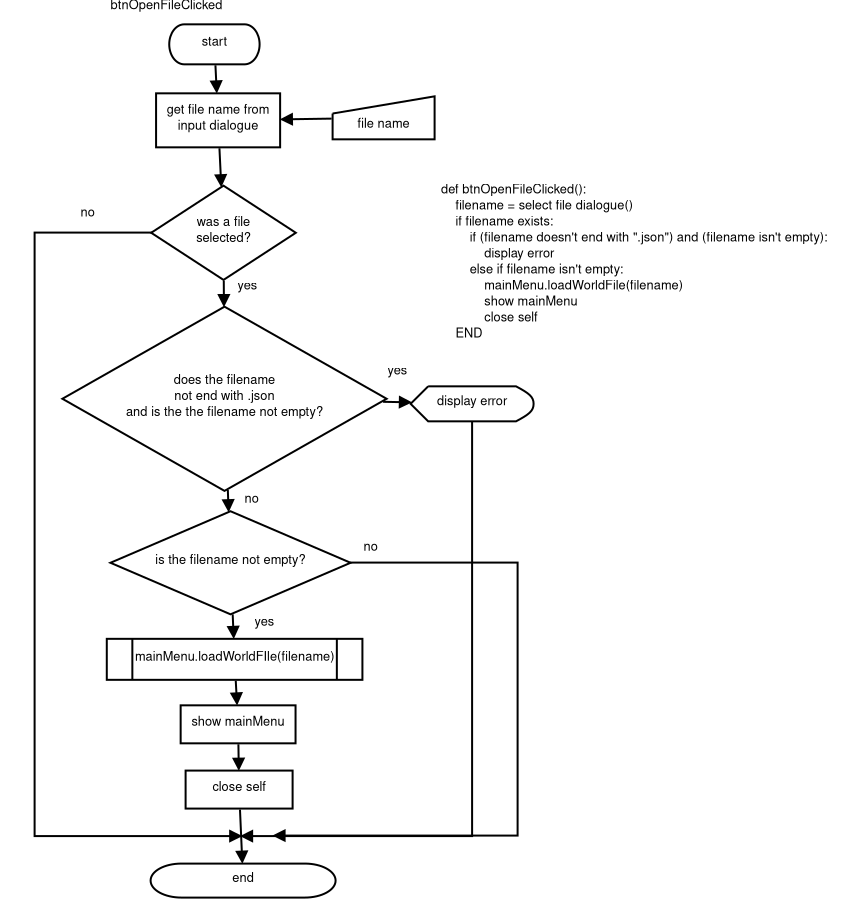 btnOpenFileClicked
start
get file name from
input dialogue
file name
was a file
selected?
no
yes
does the filename
not end with .json
and is the the filename not empty?
yes
display error
no
is the filename not empty?
no
yes
mainMenu.loadWorldFIle(filename)
show mainMenu
close self
end
def btnOpenFileClicked():
filename = select file dialogue()
if filename exists:
if (filename doesn't end with ".json") and (filename isn't empty):
display error
else if filename isn't empty:
mainMenu.loadWorldFile(filename)
show mainMenu
close self
END